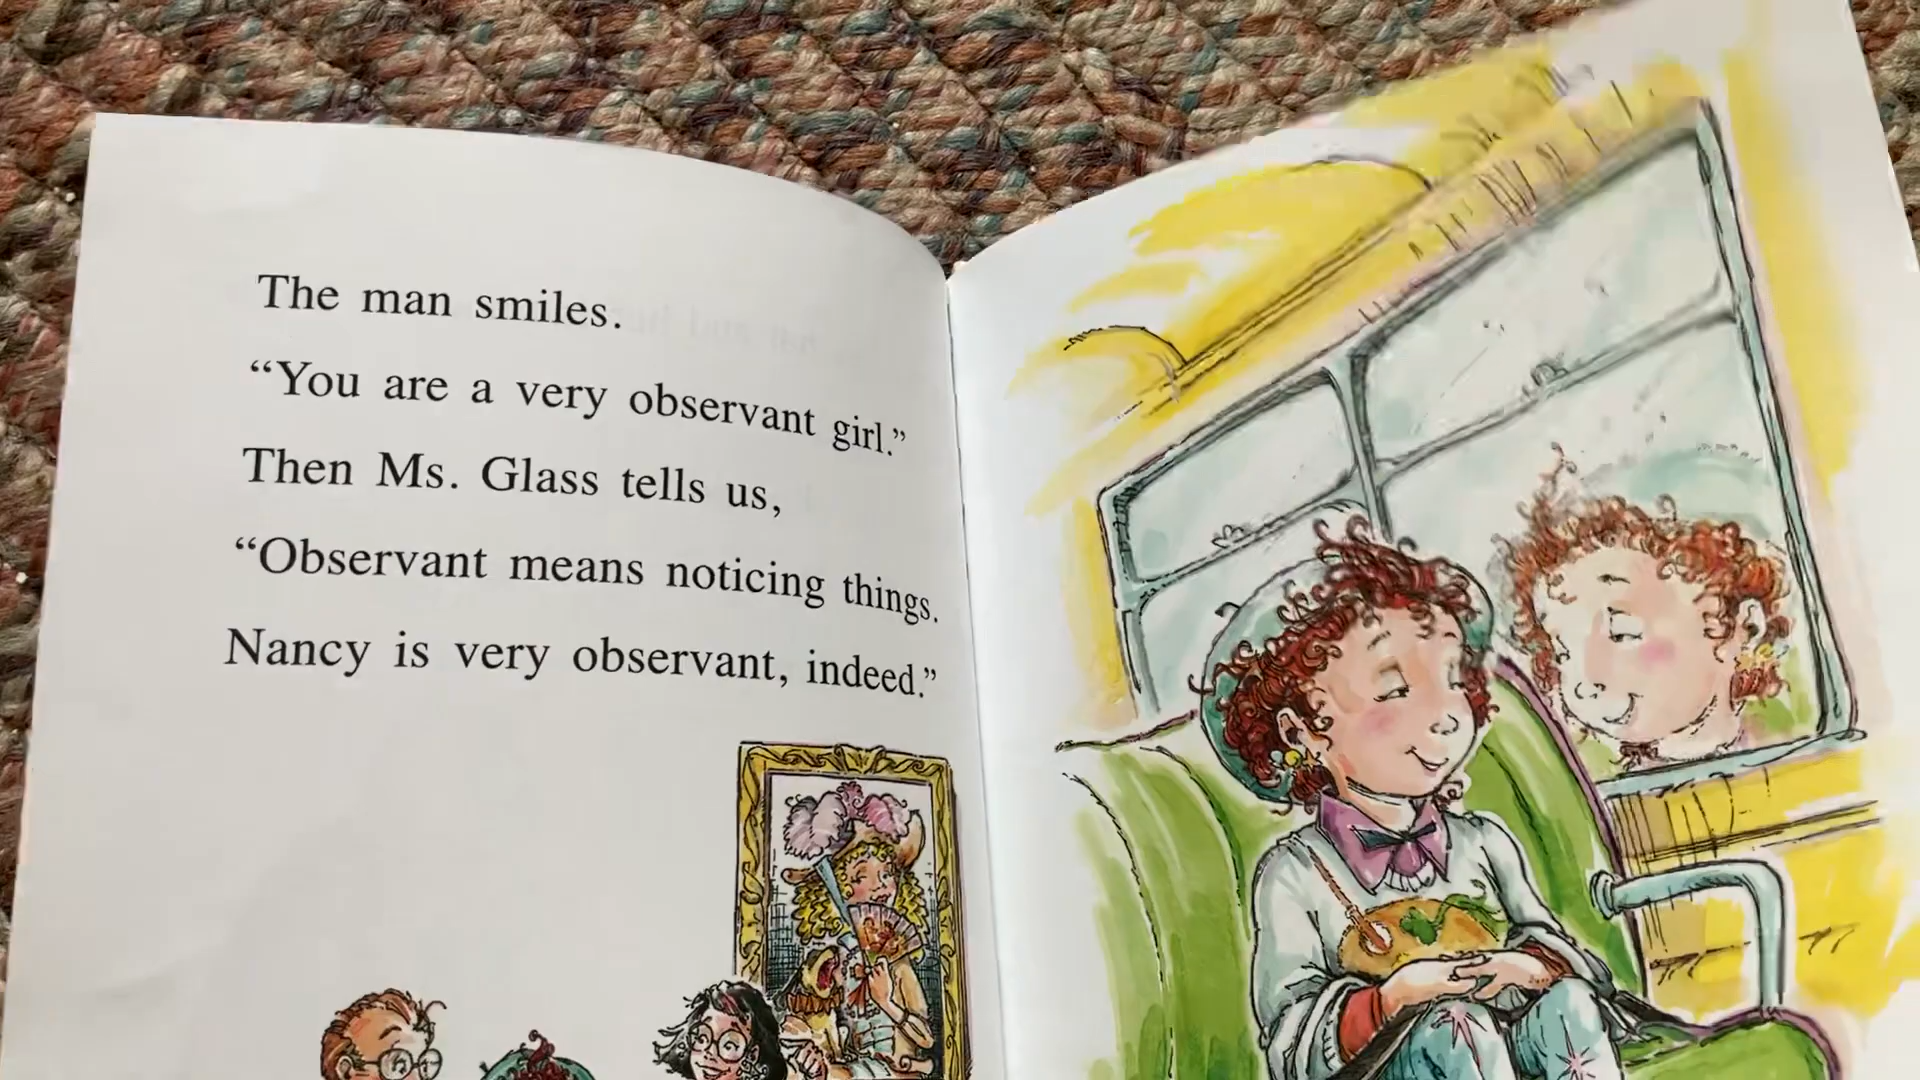 The man smiles.
“You are a very observant girl.”
Then Ms. Glass tells us,
“Observant means noticing things.
Nancy is very observant, indeed.”